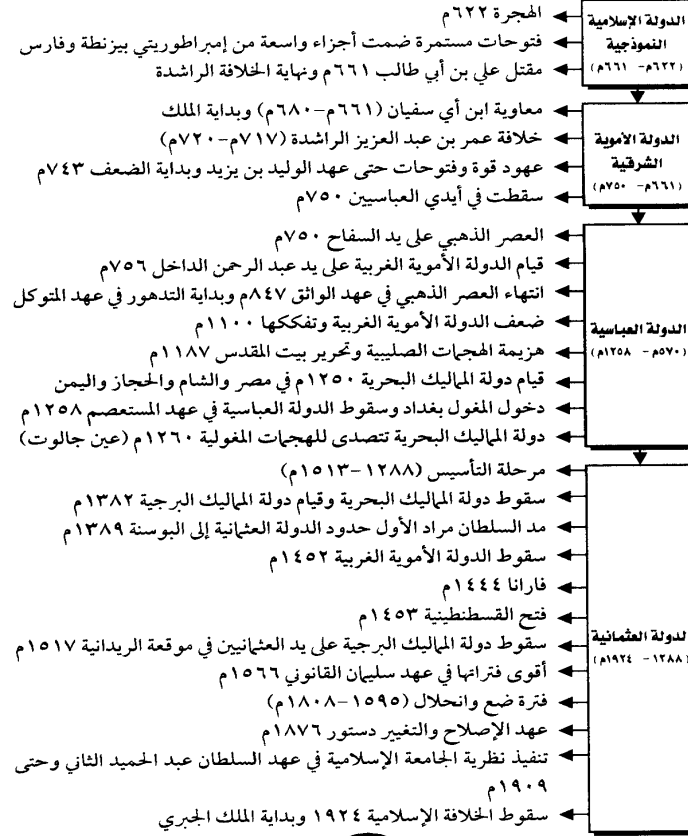 الدولة الإسلامية
النموذجية
(٦٢٢م- ٦٦١م)
الهجرة ٦٢٢م
فتوحات مستمرة ضمت أجزاء واسعة من إمبراطوريتي بيزنطة وفارس
مقتل علي بن أبي طالب ٦٦١م ونهاية الخلافة الراشدة
الدولة الأموية
الشرقية
(٦٦١م- ٧٥٠م)
معاوية ابن أي سفيان (٦٦١م-٦٨٠م) وبداية الملك
خلافة عمر بن عبد العزيز الراشدة (٧١٧م-٧٢٠م)
عهود قوة وفتوحات حتى عهد الوليد بن يزيد وبداية الضعف ٧٤٣م
سقطت في أيدي العباسيين ٧٥٠م
الدولة العباسية
(٥٧٠م - ١٢٥٨م)
العصر الذهبي على يد السفاح ٧٥٠م
قيام الدولة الأموية الغربية على يد عبد الرحمن الداخل ٧٥٦م
انتهاء العصر الذهبي في عهد الواثق ٨٤٧م وبداية التدهور في عهد المتوكل
ضعف الدولة الأموية الغربية وتفككها ١١٠٠م
هزيمة الهجمات الصليبية وتحرير بيت المقدس ١١٨٧م
قيام دولة المماليك البحرية ١٢٥٠م في مصر والشام والحجاز واليمن
دخول المغول بغداد وسقوط الدولة العباسية في عهد المستعصم ١٢٥٨م
دولة المماليك البحرية تتصدى للهجمات المغولية ١٢٦٠م (عين جالوت)
الدولة العثمانية
(١٢٨٨- ١٩٢٤م)
مرحلة التأسيس (١٢٨٨-١٥١٣م)
سقوط دولة المماليك البحرية وقيام دولة المماليك البرجية ١٣٨٢م
مد السلطان مراد الأول حدود الدولة العثمانية إلى البوسنة ١٣٨٩م
سقوط الدولة الأموية الغربية ١٤٥٢م
فارانا ١٤٤٤م
فتح القسطنطينية ١٤٥٣م
سقوط دولة المماليك البرجية على يد العثمانيين في موقعة الريدانية ١٥١٧م
أقوى فتراتها في عهد سليمان القانوني ١٥٦٦م
فترة ضع وانحلال (١٥٩٥-١٨٠٨م)
عهد الإصلاح والتغيير دستور ١٨٧٦م
تنفيذ نظرية الجامعة الإسلامية في عهد السلطان عبد الحميد الثاني وحتى
١٩٠٩م
سقوط الخلافة الإسلامية ١٩٢٤ وبداية الملك الجبري